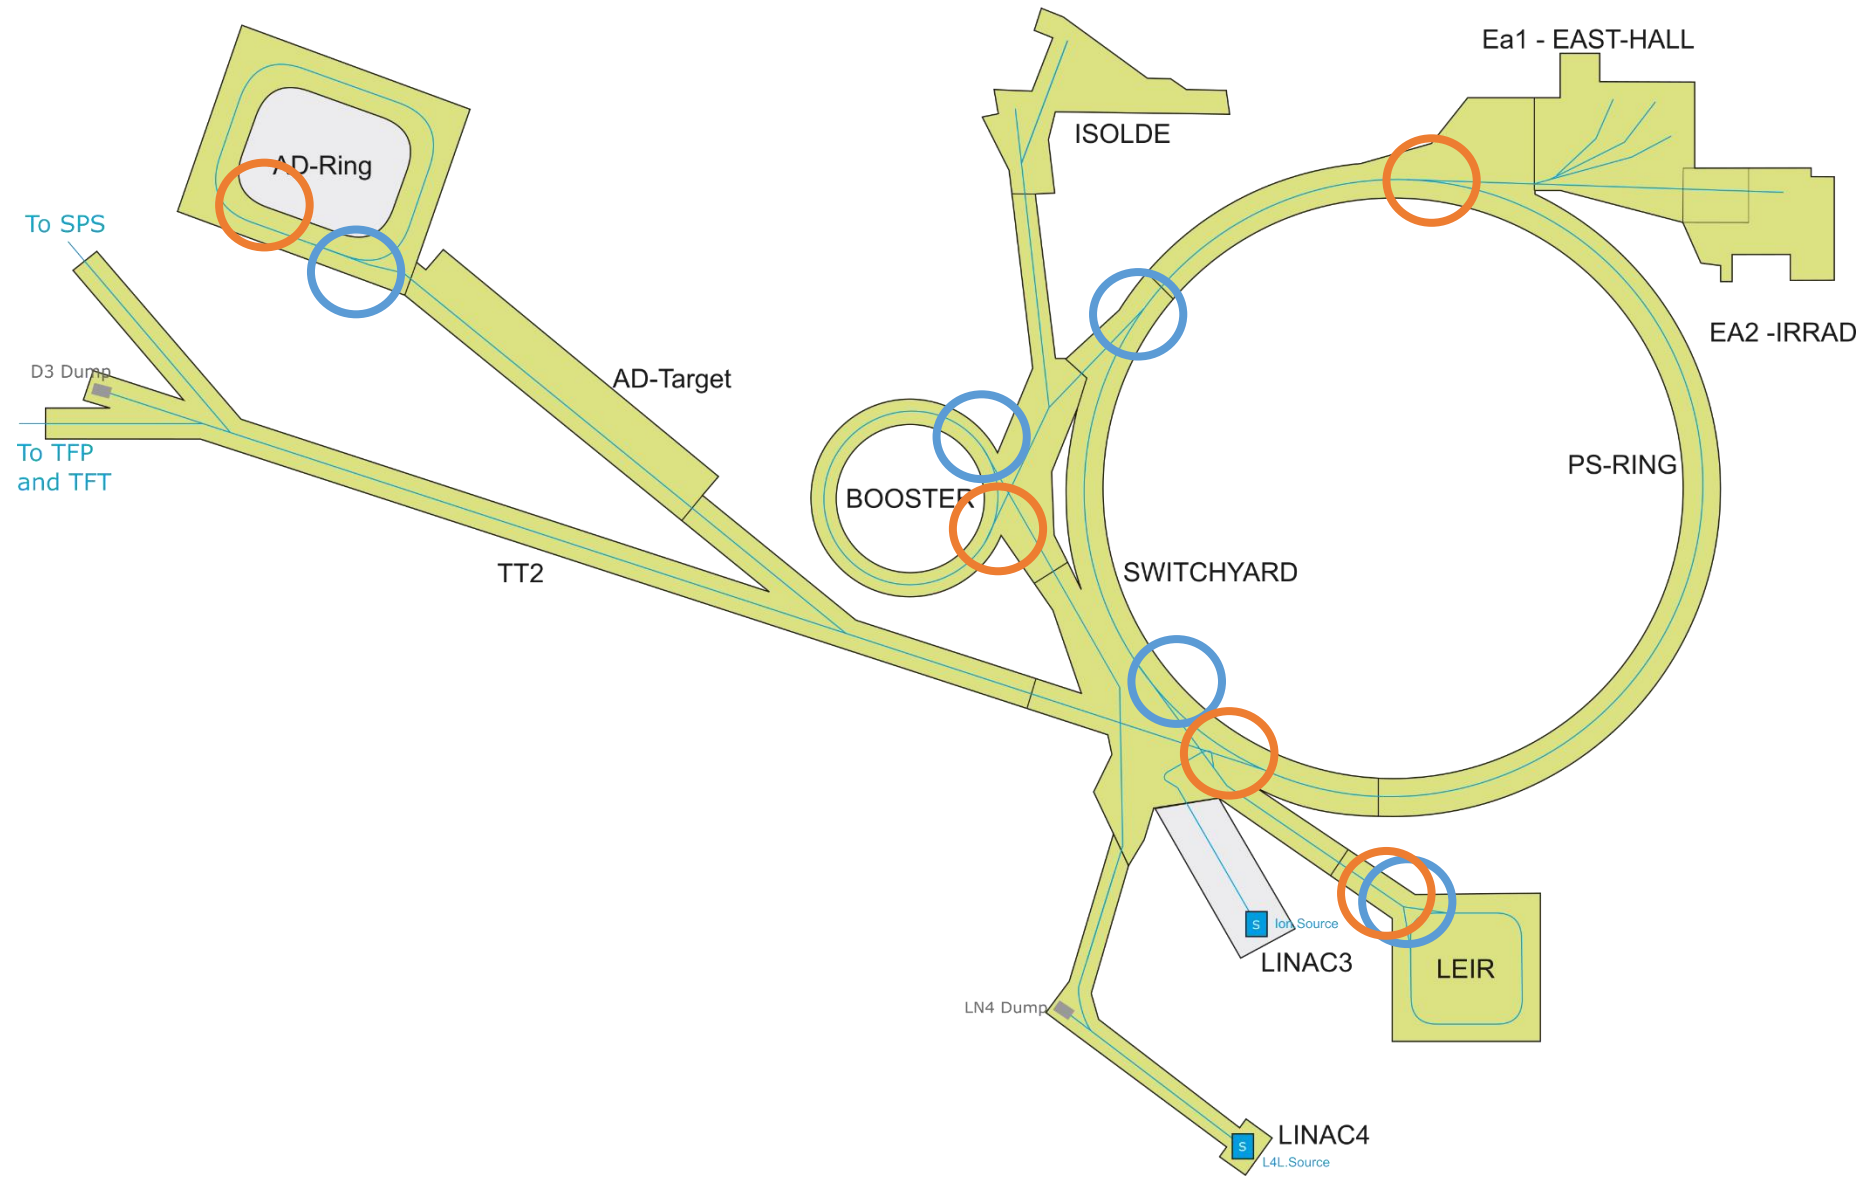 Ea1 - EAST-HALL
ISOLDE
AD-Ring
To SPS
EA2 -IRRAD
D3 Dump
AD-Target
To TFP
and TFT
PS-RING
BOOSTER
TT2
SWITCHYARD
S
Ion.Source
LINAC3
LEIR
LN4 Dump
LINAC4
S
L4L.Source